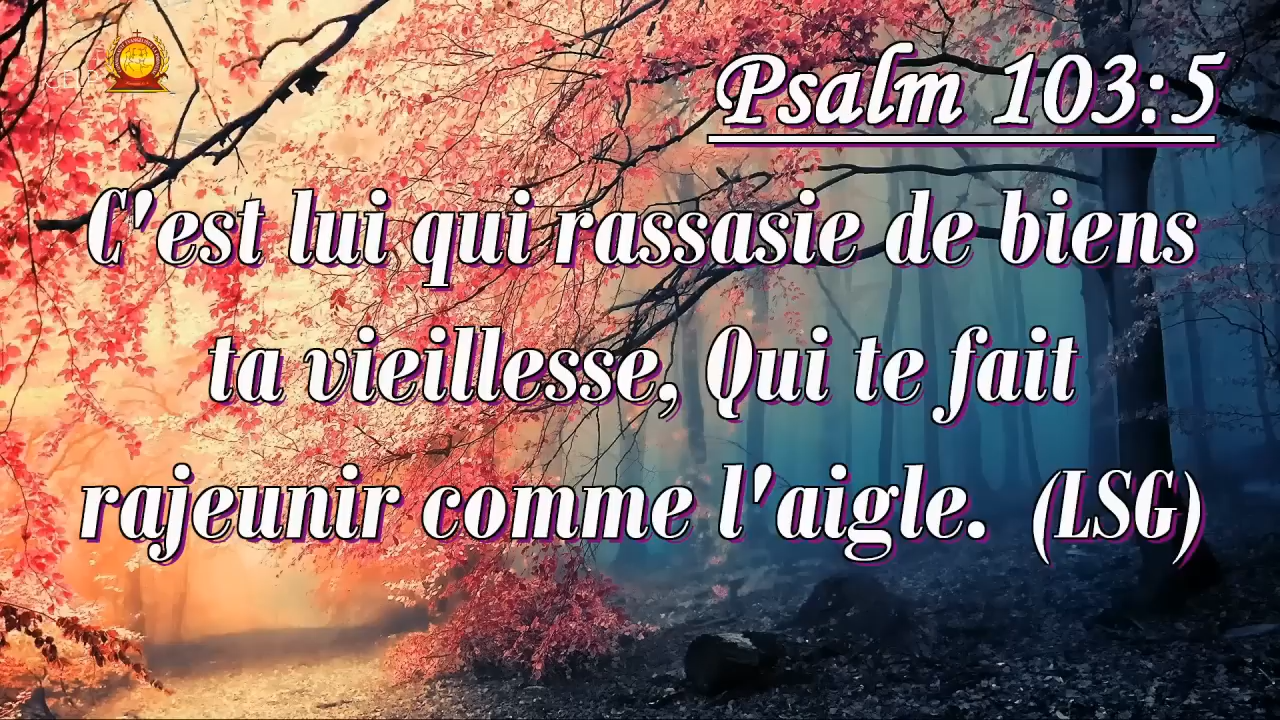 Psalm 103:5
C'est lui qui rassasie de biens
ta vieillesse, Qui te fait
rajeunir comme l'aigle. (LSG)